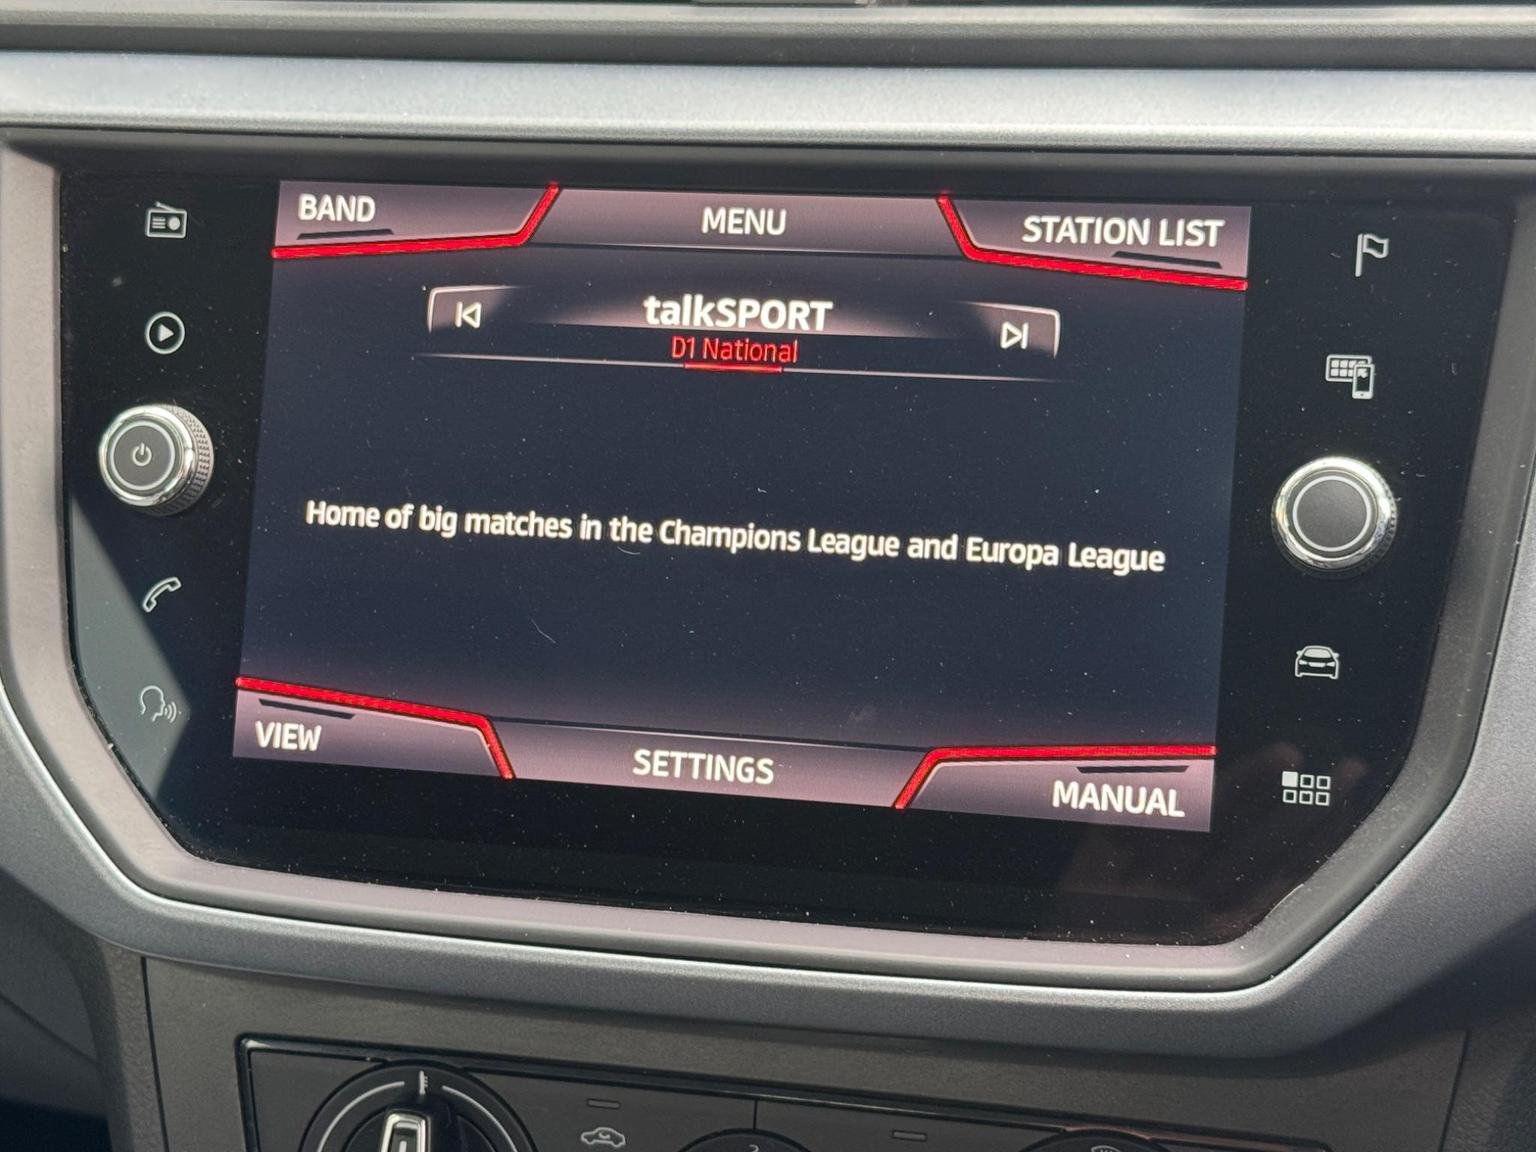 BAND
MENU
STATION LIST
talkSPORT
D1 National
Home of big matches in the Champions League and Europa League
VIEW
SETTINGS
MANUAL